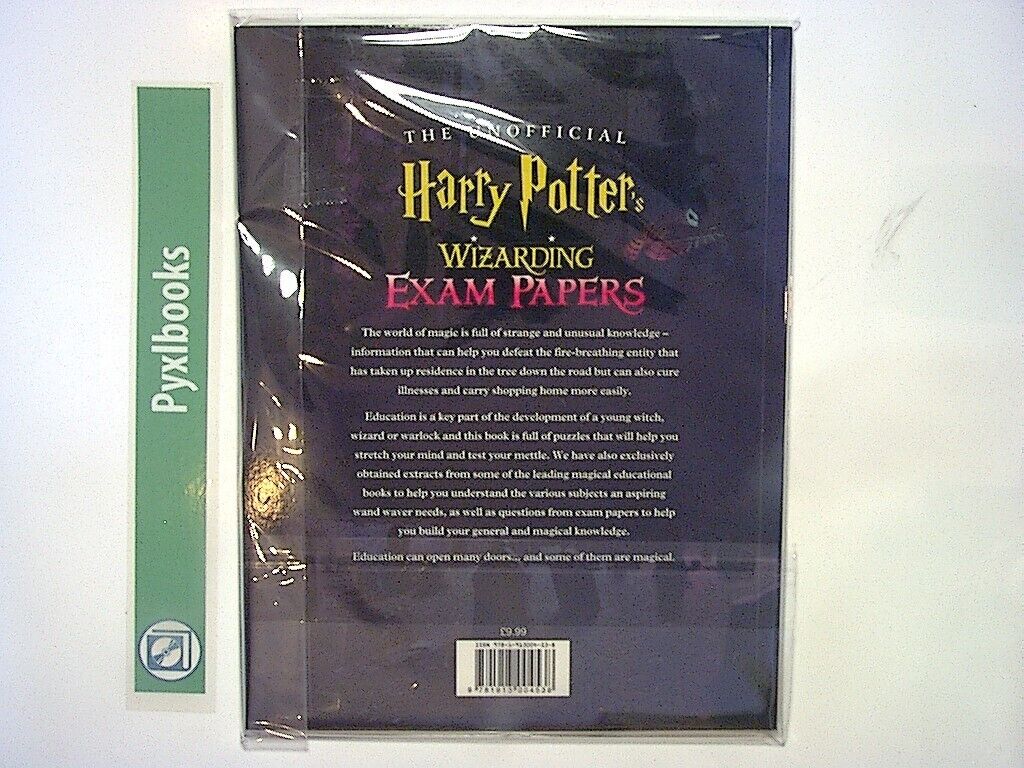 Pyxlbooks
THE UNOFFICIAL
Harry Potter's
WIZARDING
EXAM PAPERS
The world of magic is full of strange and unusual knowledge –
information that can help you defeat the fire-breathing entity that
has taken up residence in the tree down the road but can also cure
illnesses and carry shopping home more easily.
Education is a key part of the development of a young witch,
wizard or warlock and this book is full of puzzles that will help you
stretch your mind and test your mettle. We have also exclusively
obtained extracts from some of the leading magical educational
books to help you understand the various subjects an aspiring
wand waver needs, as well as questions from exam papers to help
you build your general and magical knowledge.
Education can open many doors... and some of them are magical.
£9.99
ISBN